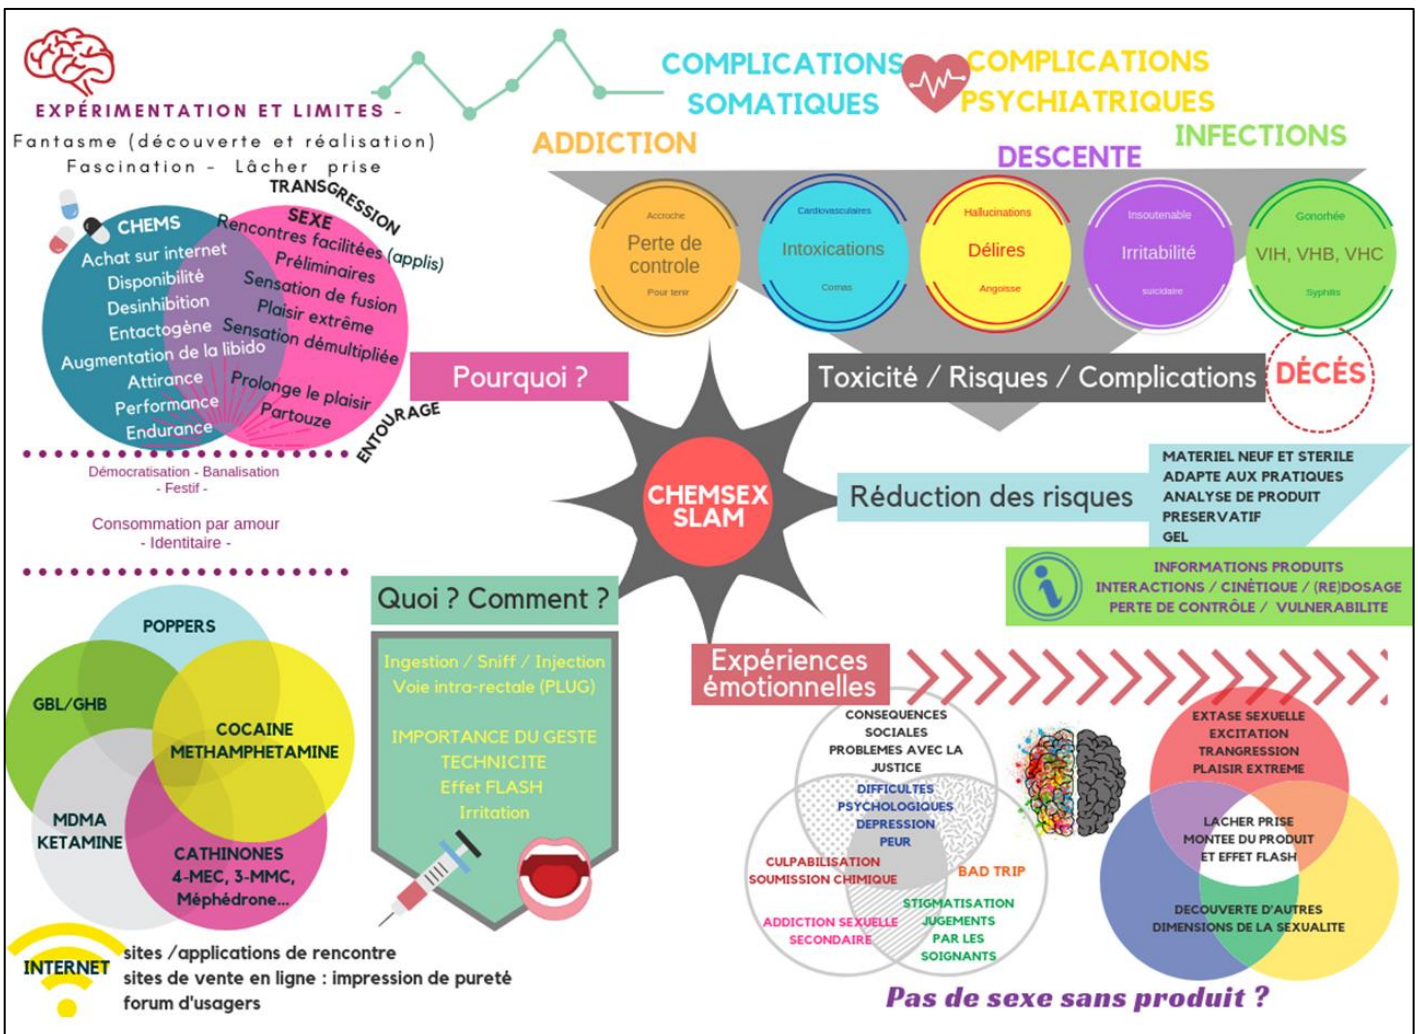 EXPÉRIMENTATION ET LIMITES -
Fantasme (découverte et réalisation)
Fascination - Lâcher prise
TRANSGRESSION
CHEMS
Achat sur internet
Disponibilité
Desinhibition
Entactogène
Augmentation de la libido
Attirance
Performance
Endurance
SEXE
Rencontres facilitées (applis)
Préliminaires
Sensation de fusion
Plaisir extrême
Sensation démultipliée
Prolonge le plaisir
Partouze
ENTOURAGE
Démocratisation - Banalisation
- Festif -
Consommation par amour
- Identitaire -
Pourquoi ?
COMPLICATIONS
SOMATIQUES
COMPLICATIONS
PSYCHIATRIQUES
ADDICTION
DESCENTE
INFECTIONS
Accroche
Perte de
controle
Pour tenir
Cardiovasculaires
Intoxications
Comas
Hallucinations
Délires
Angoisse
Insoutenable
Irritabilité
suicidaire
Gonorhée
VIH, VHB, VHC
Syphilis
Toxicité / Risques / Complications
DÉCÉS
CHEMSEX
SLAM
Réduction des risques
MATERIEL NEUF ET STERILE
ADAPTE AUX PRATIQUES
ANALYSE DE PRODUIT
PRESERVATIF
GEL
INFORMATIONS PRODUITS
INTERACTIONS / CINÉTIQUE / (RE)DOSAGE
PERTE DE CONTRÔLE / VULNERABILITE
Quoi ? Comment ?
Ingestion / Sniff / Injection
Voie intra-rectale (PLUG)
IMPORTANCE DU GESTE
TECHNICITE
Effet FLASH
Irritation
POPPERS
GBL/GHB
COCAINE
METHAMPHETAMINE
MDMA
KETAMINE
CATHINONES
4-MEC, 3-MMC,
Méphédrone...
INTERNET
sites /applications de rencontre
sites de vente en ligne : impression de pureté
forum d'usagers
Expériences
émotionnelles
CONSEQUENCES
SOCIALES
PROBLEMES AVEC LA
JUSTICE
DIFFICULTES
PSYCHOLOGIQUES
DEPRESSION
PEUR
CULPABILISATION
SOUMISSION CHIMIQUE
BAD TRIP
ADDICTION SEXUELLE
SECONDAIRE
STIGMATISATION
JUGEMENTS
PAR LES
SOIGNANTS
EXTASE SEXUELLE
EXCITATION
TRANGRESSION
PLAISIR EXTREME
LACHER PRISE
MONTEE DU PRODUIT
ET EFFET FLASH
DECOUVERTE D'AUTRES
DIMENSIONS DE LA SEXUALITE
Pas de sexe sans produit ?